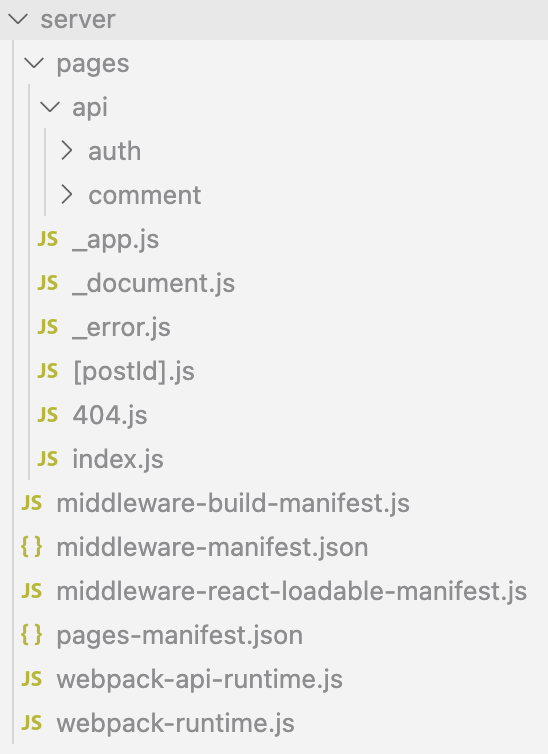 server
pages
api
auth
comment
JS _app.js
JS _document.js
JS _error.js
JS [postId].js
JS 404.js
JS index.js
JS middleware-build-manifest.js
{} middleware-manifest.json
JS middleware-react-loadable-manifest.js
{} pages-manifest.json
JS webpack-api-runtime.js
JS webpack-runtime.js